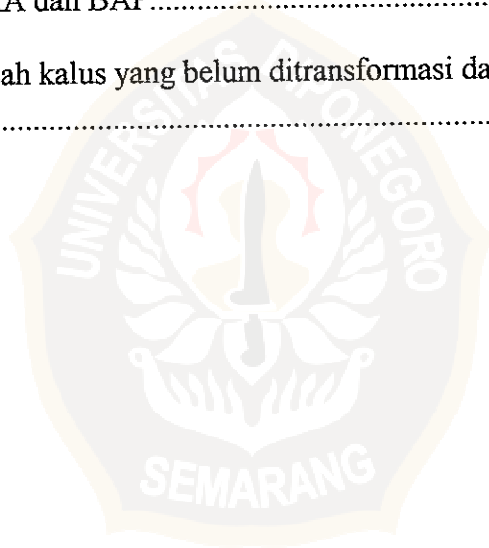 A dan BAP..........................................................
ah kalus yang belum ditransformasi da
..............................................................................
UNIVERSITAS DIPONEGORO
SEMARANG